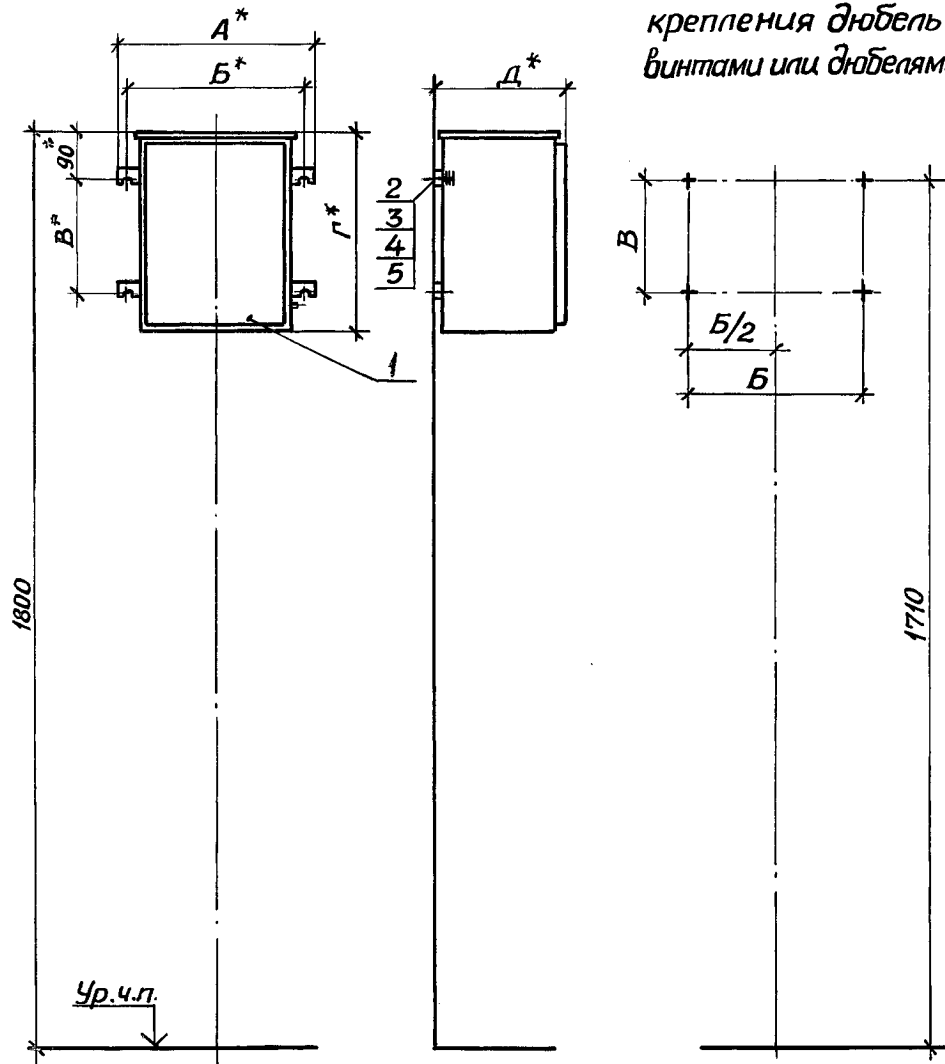 крепления дюбель
винтами или дюбелям
А*
Б*
Д*
90*
В*
Г*
2
3
4
5
1
В
Б/2
Б
1800
1710
Ур.ч.п.